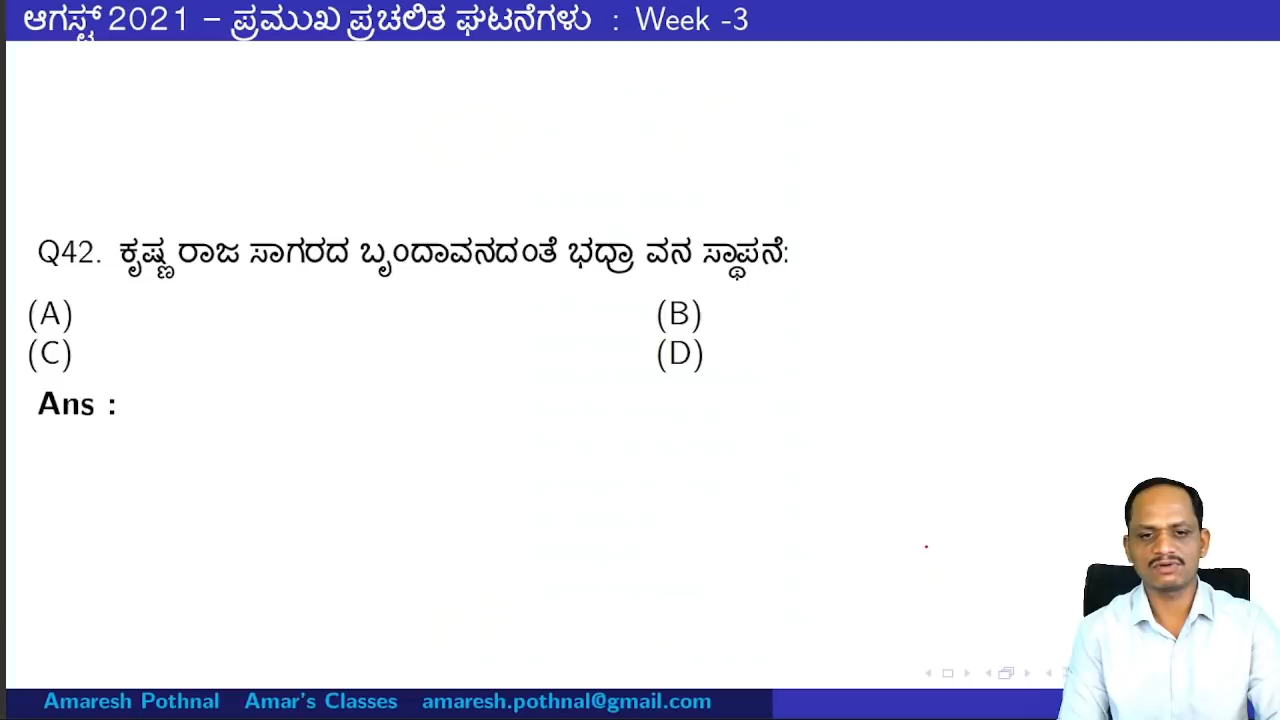 ಆಗಸ್ಟ್ 2021 – ಪ್ರಮುಖ ಪ್ರಚಲಿತ ಘಟನೆಗಳು : Week -3
Q42. ಕೃಷ್ಣ ರಾಜ ಸಾಗರದ ಬೃಂದಾವನದಂತೆ ಭದ್ರಾ ವನ ಸ್ಥಾಪನೆ:
(A) (B)
(C) (D)
Ans :
Amaresh Pothnal Amar's Classes amaresh.pothnal@gmail.com